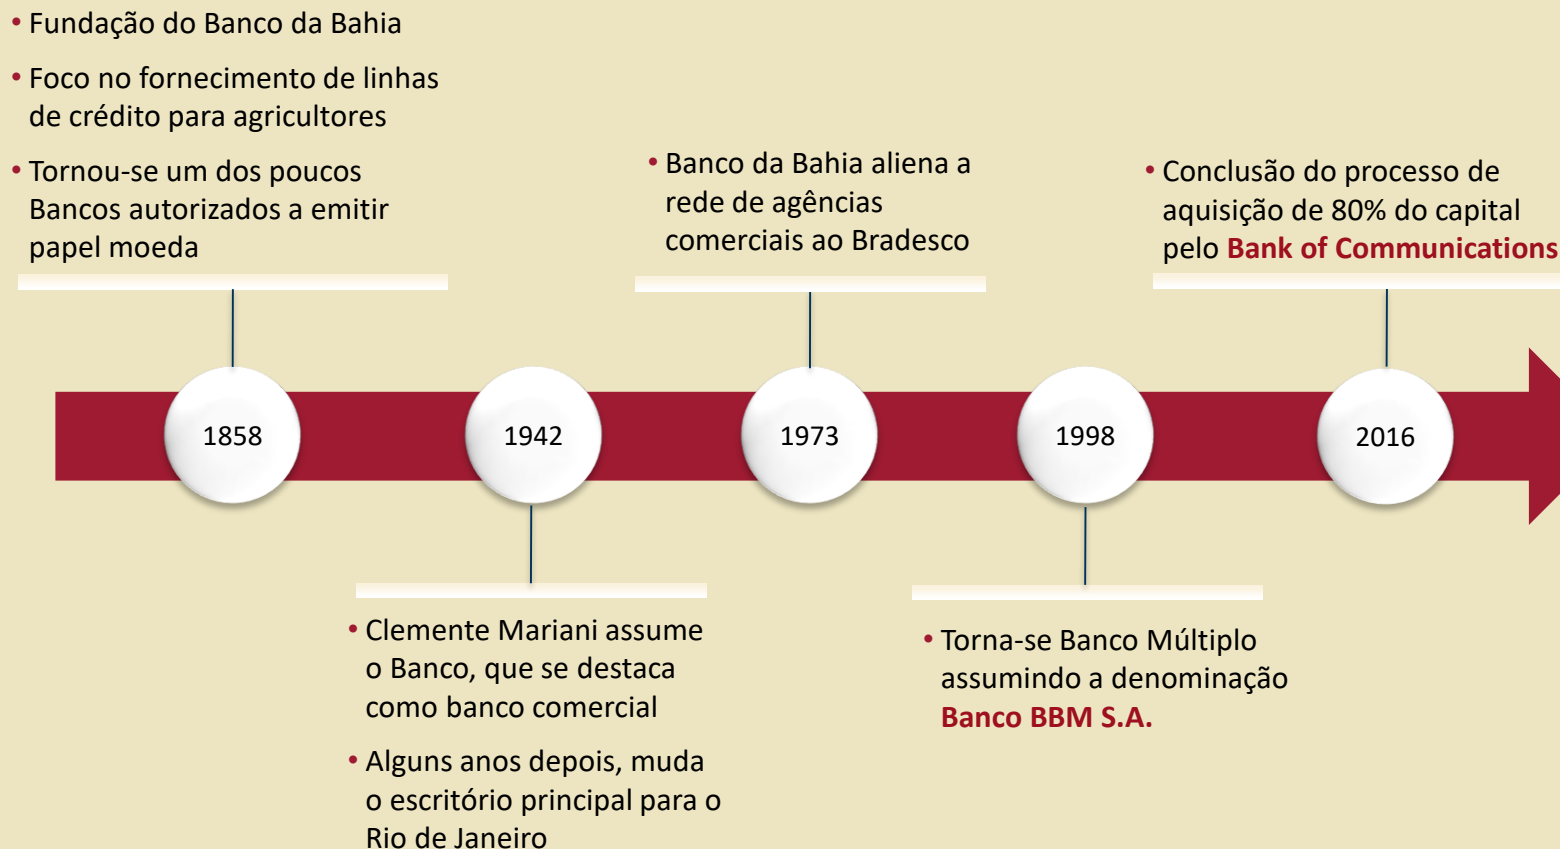 • Fundação do Banco da Bahia
• Foco no fornecimento de linhas
de crédito para agricultores
• Tornou-se um dos poucos
Bancos autorizados a emitir
papel moeda
• Banco da Bahia aliena a
rede de agências
comerciais ao Bradesco
• Conclusão do processo de
aquisição de 80% do capital
pelo Bank of Communications
1858
1942
1973
1998
2016
• Clemente Mariani assume
o Banco, que se destaca
como banco comercial
• Alguns anos depois, muda
o escritório principal para o
Rio de Janeiro
• Torna-se Banco Múltiplo
assumindo a denominação
Banco BBM S.A.